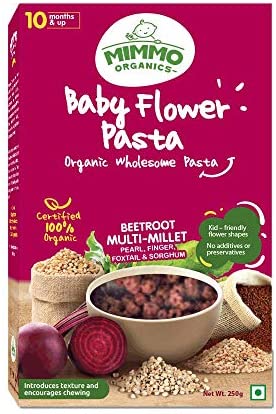 10 months & up
MIMMO
ORGANICS
Baby Flower
Pasta
Organic Wholesome Pasta
Certified
100%
Organic
BEETROOT
MULTI-MILLET
PEARL, FINGER,
FOXTAIL & SORGHUM
Kid - friendly
flower shapes
No additives or
preservatives
Introduces texture and
encourages chewing
Net Wt. 250g